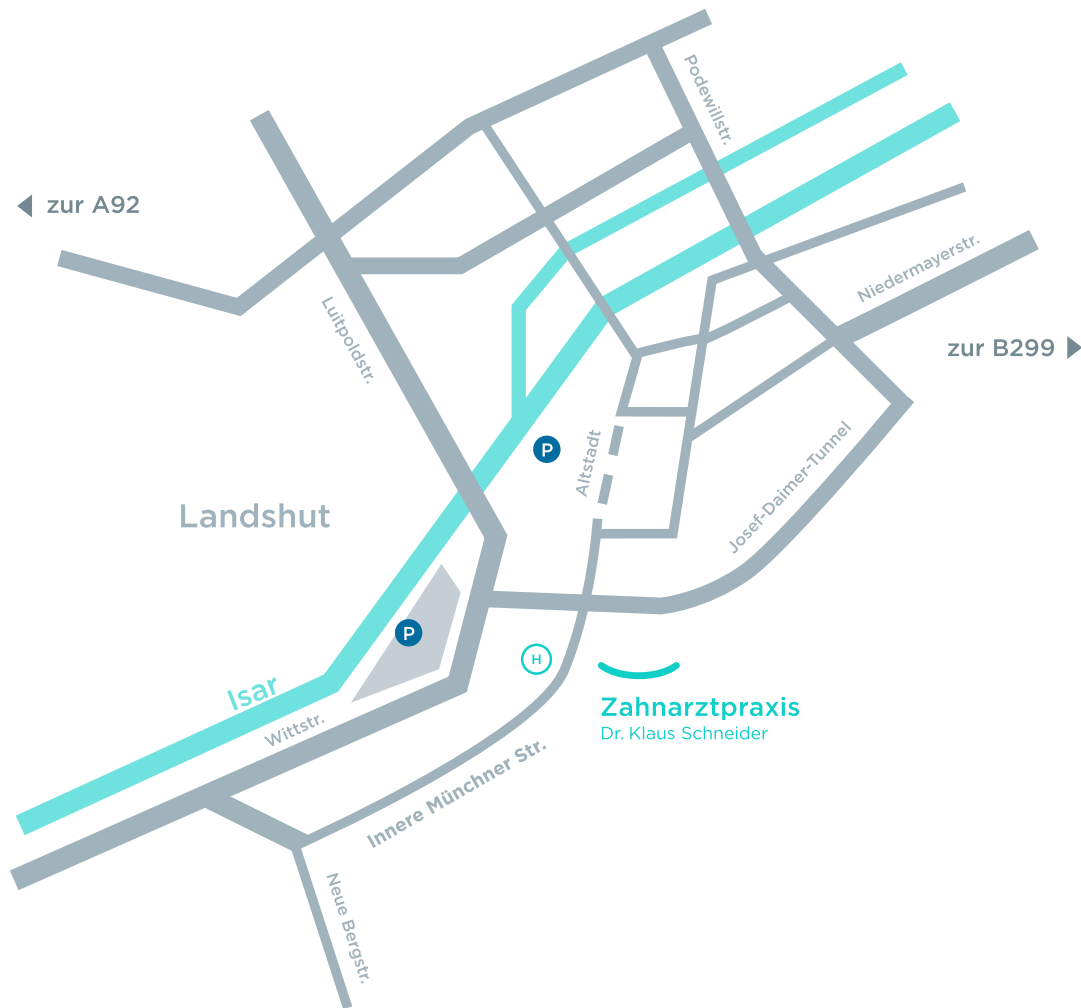 Podewillstr.
zur A92
Niedermayerstr.
Luitpoldstr.
zur B299
P
Altstadt
Landshut
Josef-Daimer-Tunnel
P
H
Isar
Zahnarztpraxis
Dr. Klaus Schneider
Wittstr.
Innere Münchner Str.
Neue Bergstr.